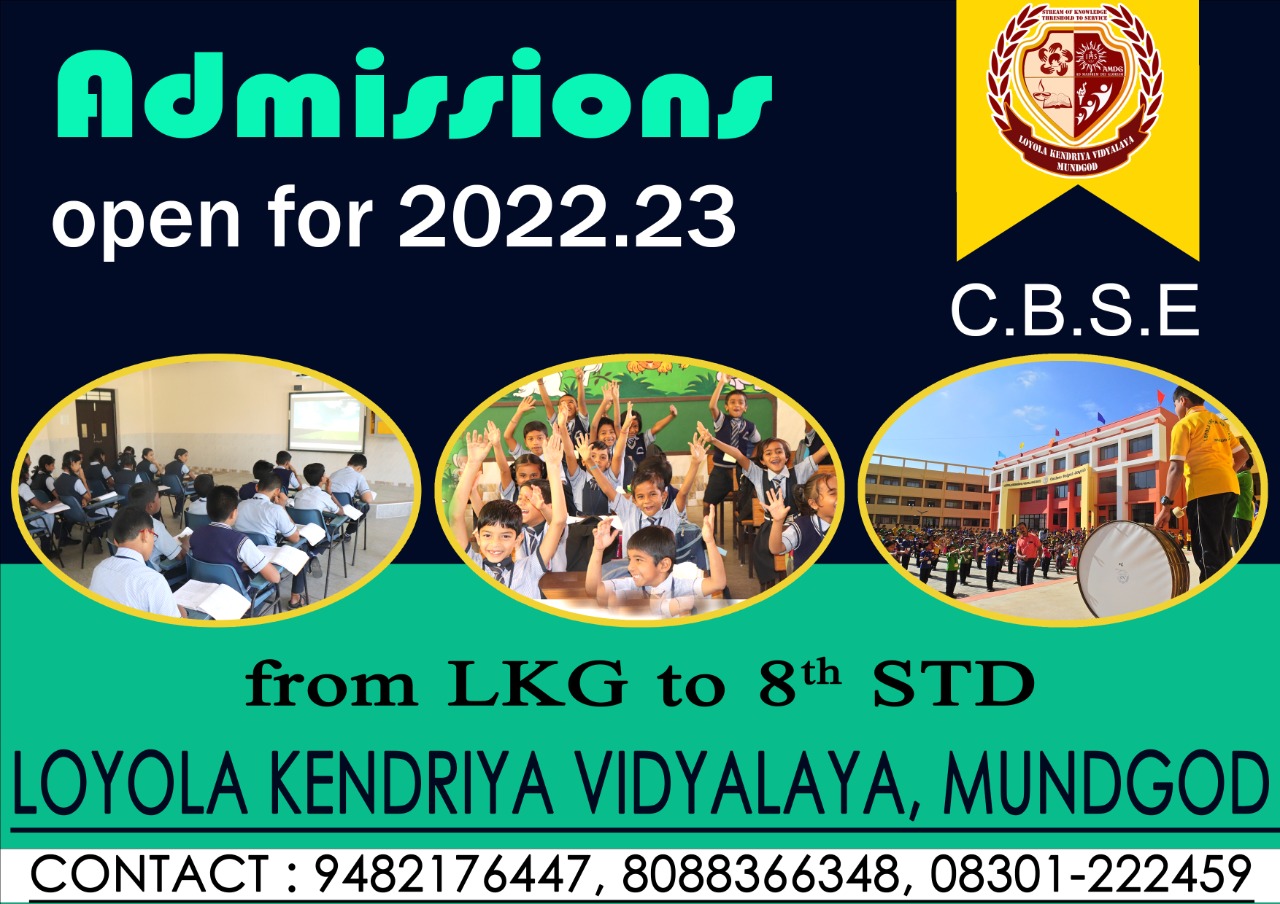 Admissions
open for 2022.23
STREAM OF KNOWLEDGE
THRESHOLD TO SERVICE
IHS
AMDG
LOYOLA KENDRIYA VIDYALAYA
MUNDGOD
C.B.S.E
from LKG to 8th STD
LOYOLA KENDRIYA VIDYALAYA, MUNDGOD
CONTACT : 9482176447, 8088366348, 08301-222459